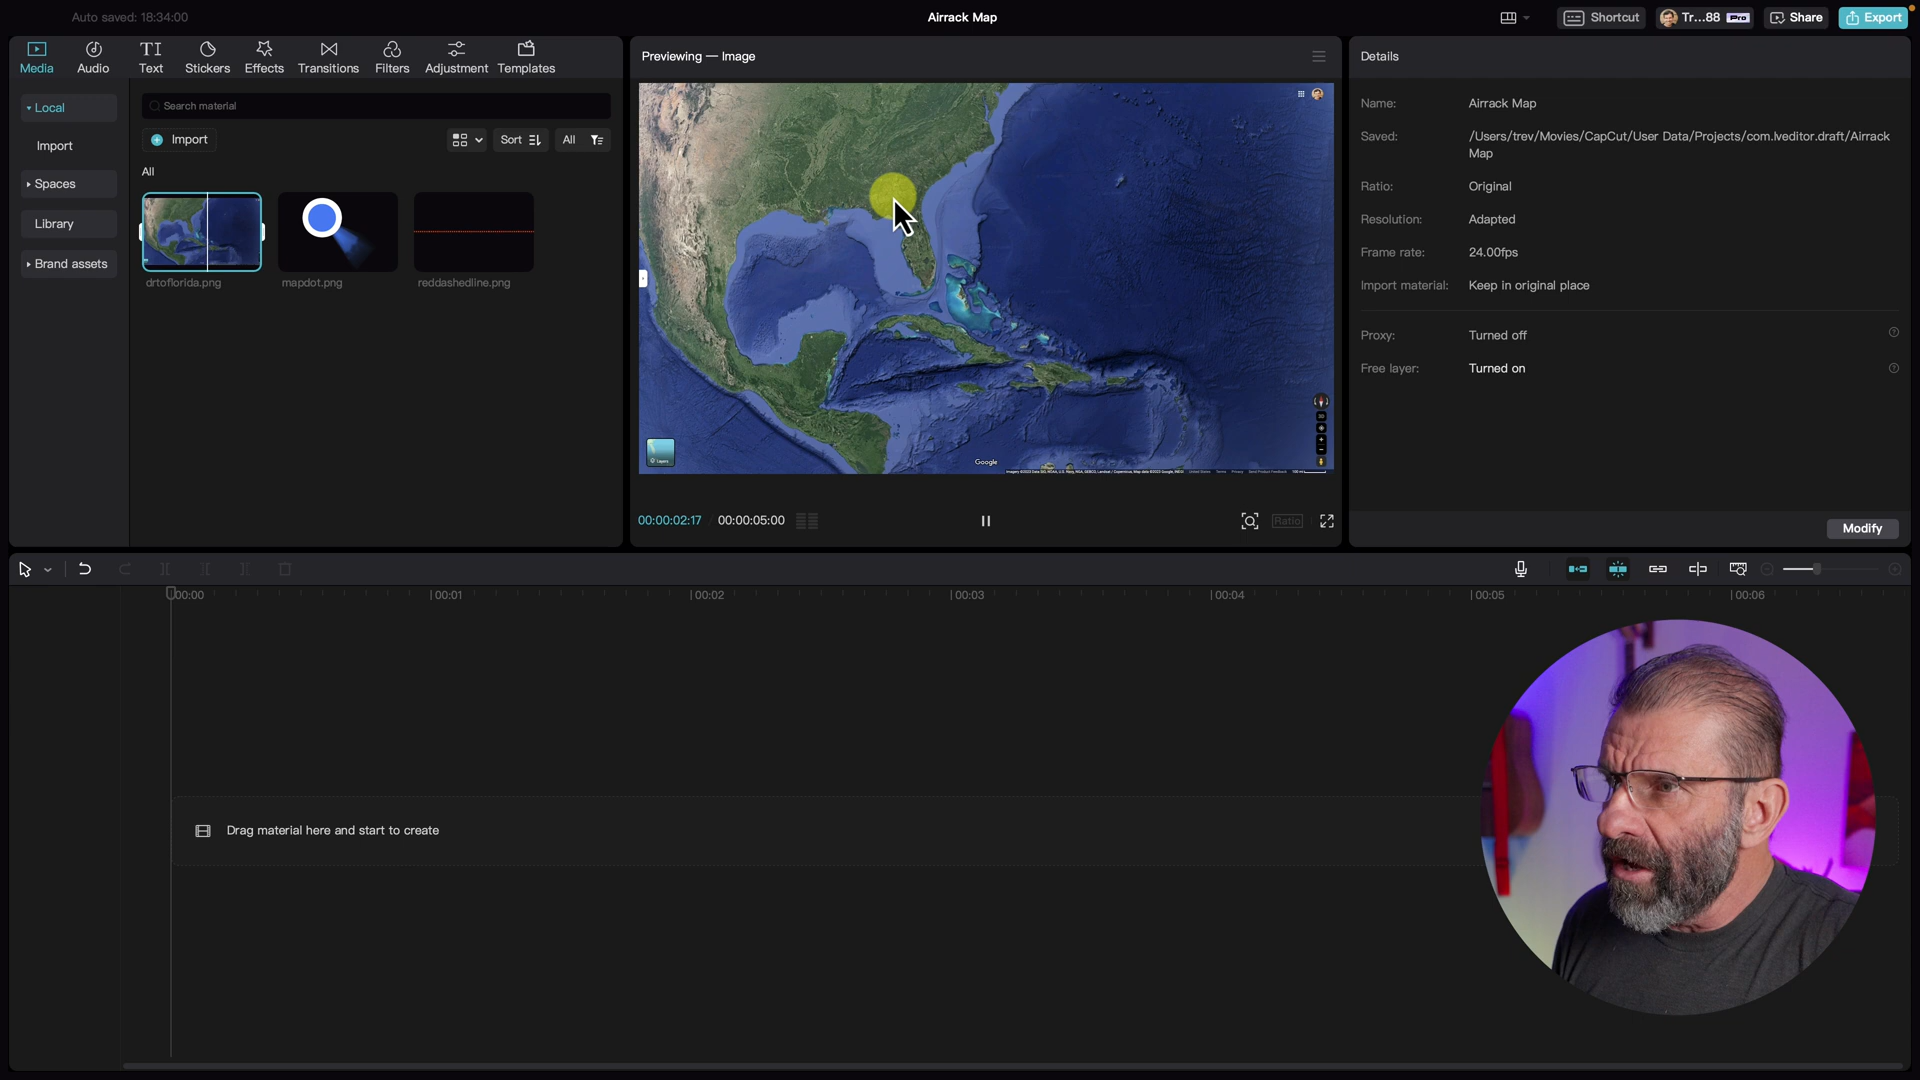 Auto saved: 18:34:00
Airrack Map
Shortcut
Tr...88
Pro
Share
Export
Media
Audio
Text
Stickers
Effects
Transitions
Filters
Adjustment
Templates
Local
Import
Spaces
Library
Brand assets
Search material
Import
Sort
All
All
drtoflorida.png
mapdot.png
reddashedline.png
Previewing — Image
Layers
Google
00:00:02:17
00:00:05:00
Ratio
Details
Name: Airrack Map
Saved: /Users/trev/Movies/CapCut/User Data/Projects/com.lveditor.draft/Airrack
Map
Ratio: Original
Resolution: Adapted
Frame rate: 24.00fps
Import material: Keep in original place
Proxy: Turned off
Free layer: Turned on
Modify
00:00
00:01
00:02
00:03
00:04
00:05
00:06
Drag material here and start to create